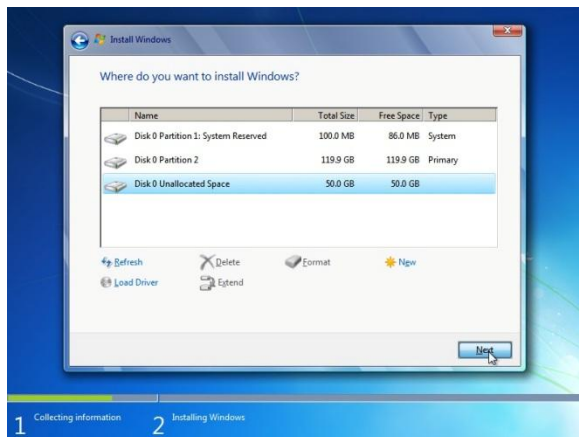 Install Windows
Where do you want to install Windows?
Name Total Size Free Space Type
Disk 0 Partition 1: System Reserved 100.0 MB 86.0 MB System
Disk 0 Partition 2 119.9 GB 119.9 GB Primary
Disk 0 Unallocated Space 50.0 GB 50.0 GB
Refresh Delete Format New
Load Driver Extend
Next
1 Collecting information 2 Installing Windows